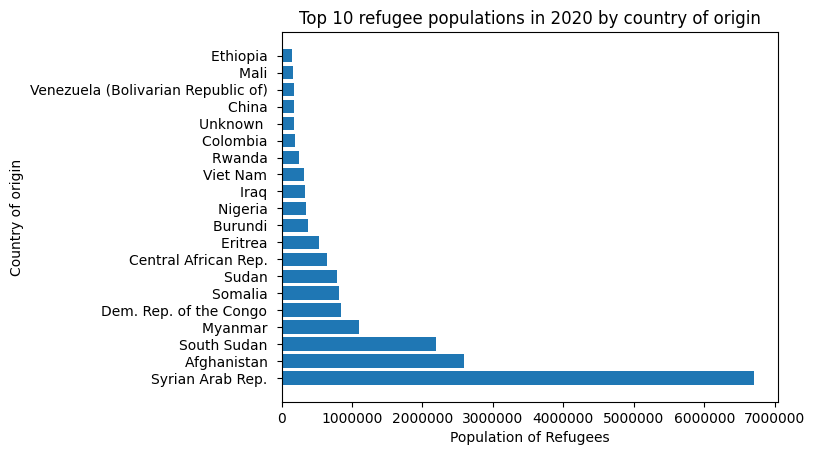 Top 10 refugee populations in 2020 by country of origin
Country of origin
Ethiopia
Mali
Venezuela (Bolivarian Republic of)
China
Unknown
Colombia
Rwanda
Viet Nam
Iraq
Nigeria
Burundi
Eritrea
Central African Rep.
Sudan
Somalia
Dem. Rep. of the Congo
Myanmar
South Sudan
Afghanistan
Syrian Arab Rep.
0 1000000 2000000 3000000 4000000 5000000 6000000 7000000
Population of Refugees